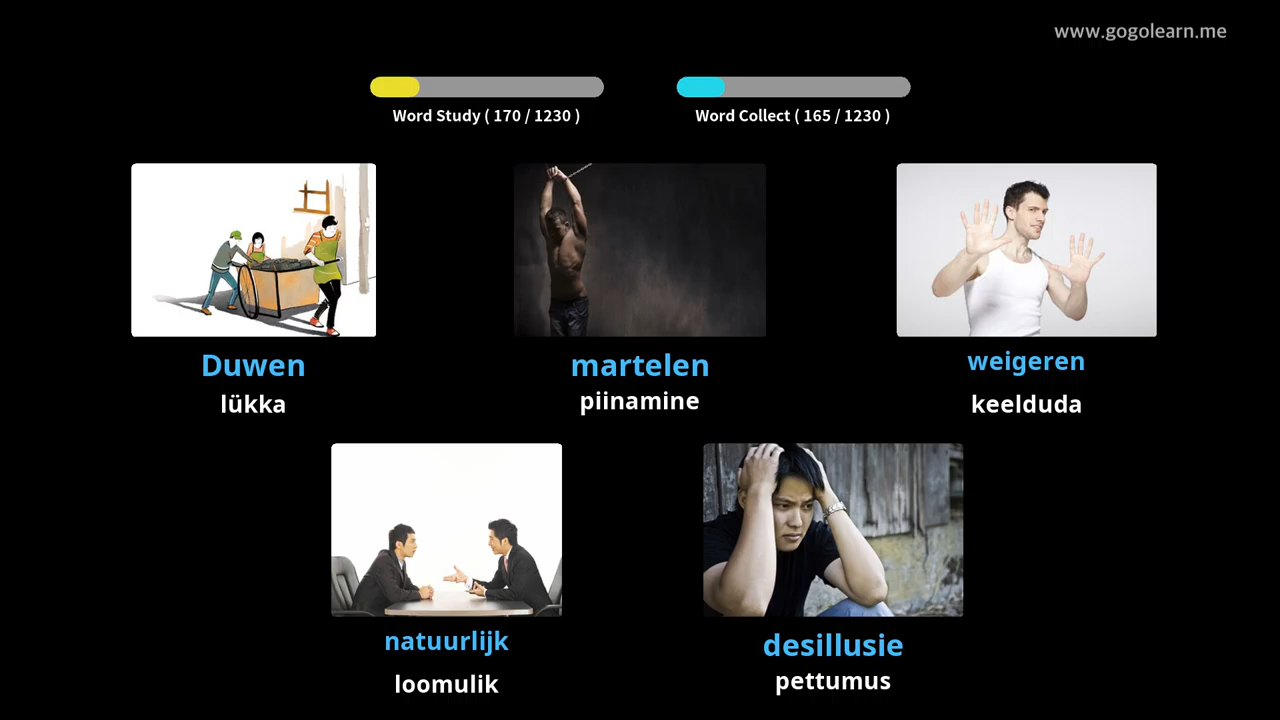 www.gogolearn.me
Word Study ( 170 / 1230 )
Word Collect ( 165 / 1230 )
Duwen
lükka
martelen
piinamine
weigeren
keelduda
natuurlijk
loomulik
desillusie
pettumus